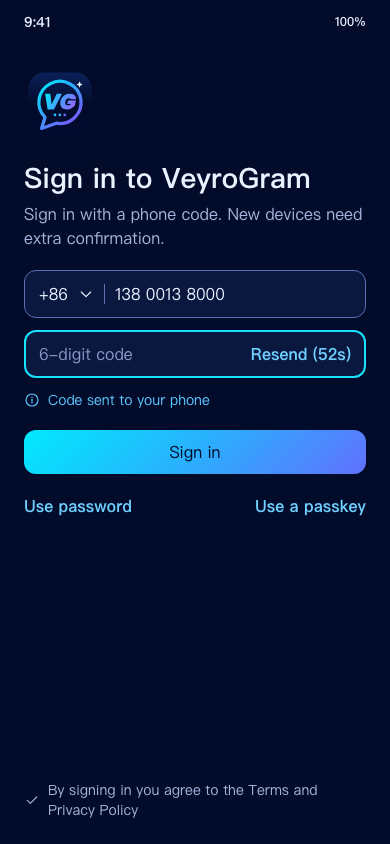 9:41
100%
VG
Sign in to VeyroGram
Sign in with a phone code. New devices need
extra confirmation.
+86 138 0013 8000
6-digit code Resend (52s)
Code sent to your phone
Sign in
Use password Use a passkey
By signing in you agree to the Terms and
Privacy Policy